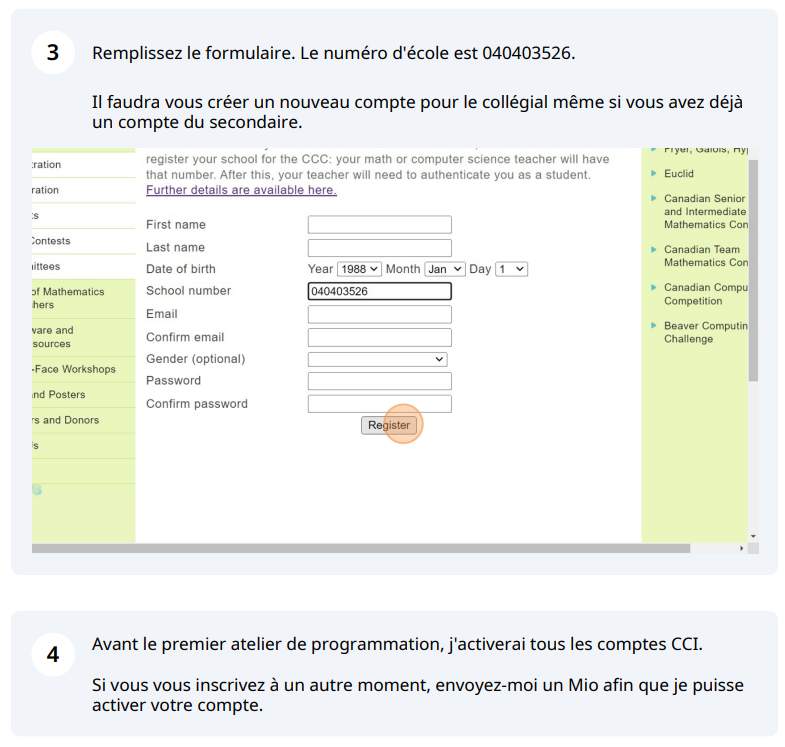 3
Remplissez le formulaire. Le numéro d'école est 040403526.
Il faudra vous créer un nouveau compte pour le collégial même si vous avez déjà
un compte du secondaire.
register your school for the CCC: your math or computer science teacher will have
that number. After this, your teacher will need to authenticate you as a student.
Further details are available here.
tration
ration
ts
Contests
ittees
of Mathematics
hers
ware and
sources
-Face Workshops
and Posters
rs and Donors
Us
First name
Last name
Date of birth Year 1988 Month Jan Day 1
School number 040403526
Email
Confirm email
Gender (optional)
Password
Confirm password
Register
Fryer, Galois, Hy
Euclid
Canadian Senior
and Intermediate
Mathematics Con
Canadian Team
Mathematics Con
Canadian Compu
Competition
Beaver Computin
Challenge
4
Avant le premier atelier de programmation, j'activerai tous les comptes CCI.
Si vous vous inscrivez à un autre moment, envoyez-moi un Mio afin que je puisse
activer votre compte.